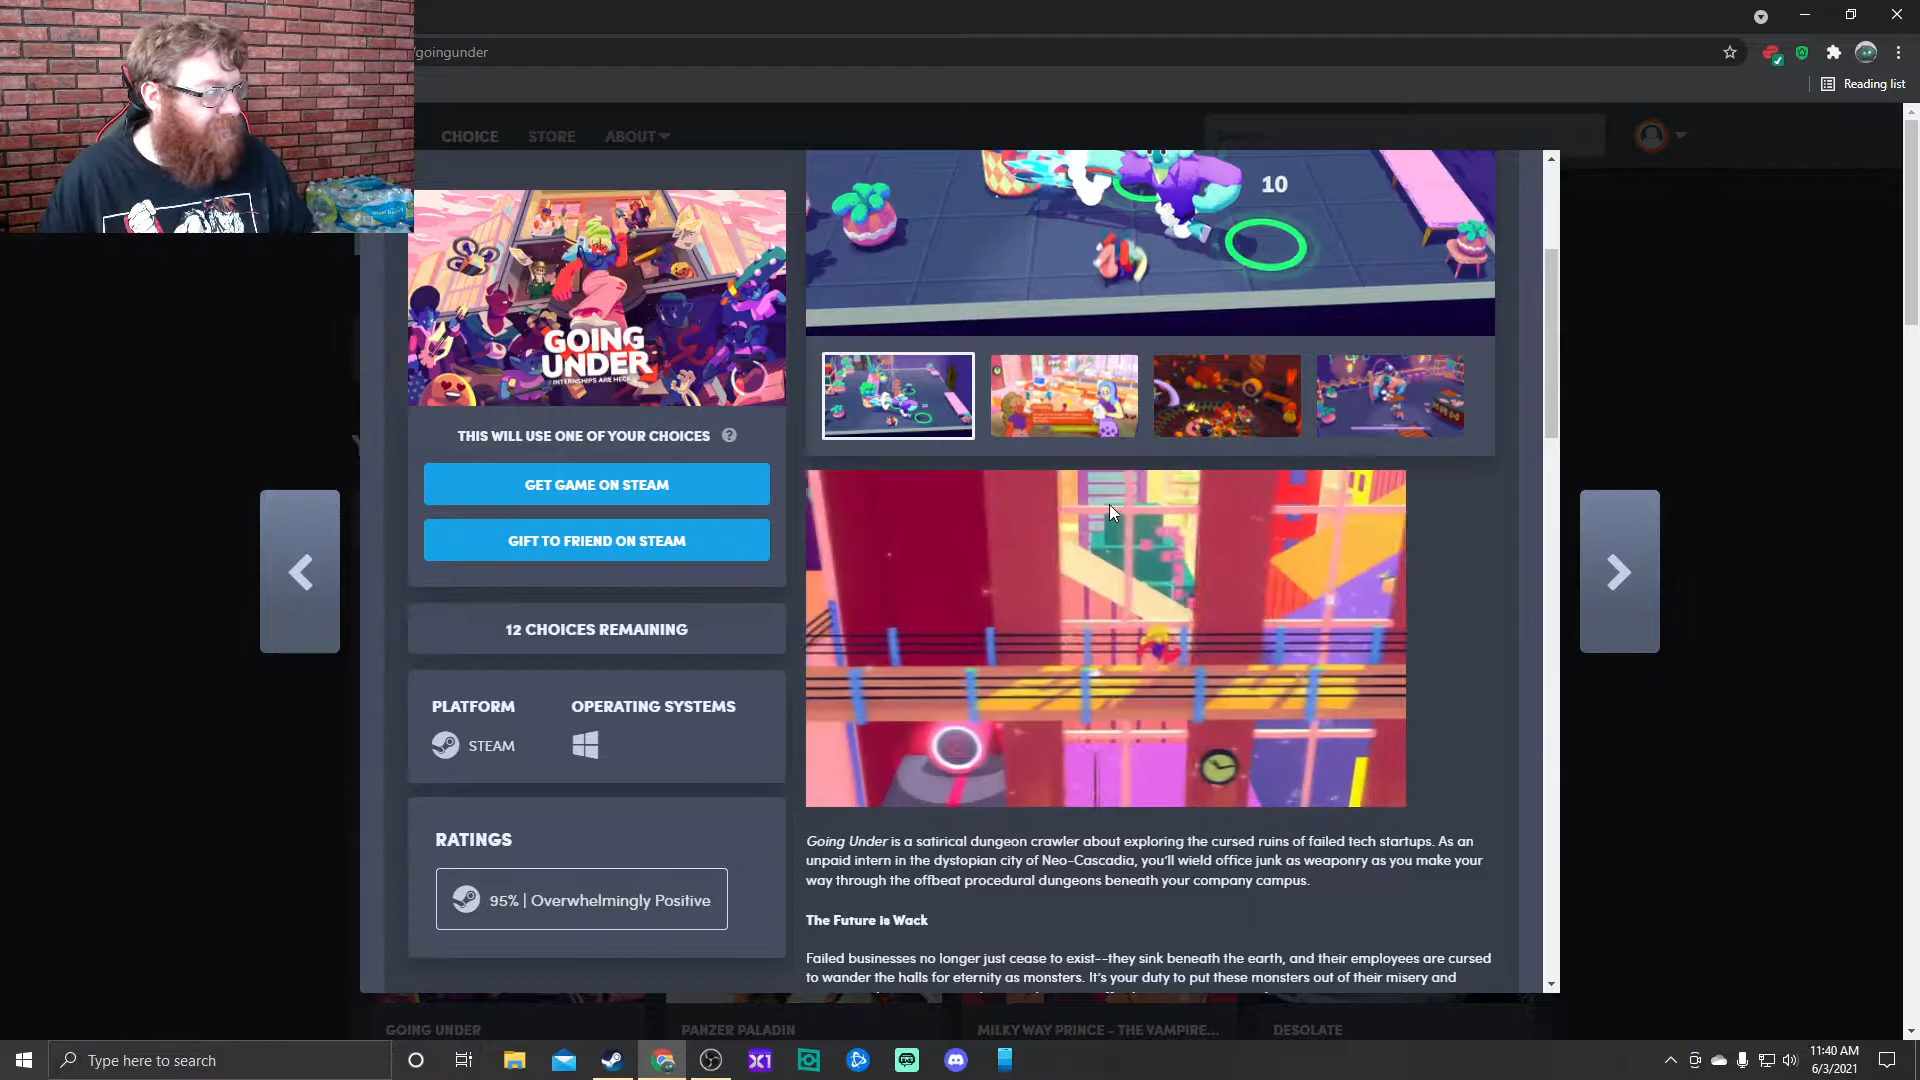 /goingunder
Reading list
CHOICE STORE ABOUT
10
GOING
UNDER
INTERNSHIPS ARE HECK
THIS WILL USE ONE OF YOUR CHOICES ?
GET GAME ON STEAM
GIFT TO FRIEND ON STEAM
12 CHOICES REMAINING
PLATFORM OPERATING SYSTEMS
STEAM
RATINGS
95% | Overwhelmingly Positive
Going Under is a satirical dungeon crawler about exploring the cursed ruins of failed tech startups. As an
unpaid intern in the dystopian city of Neo-Cascadia, you'll wield office junk as weaponry as you make your
way through the offbeat procedural dungeons beneath your company campus.
The Future is Wack
Failed businesses no longer just cease to exist--they sink beneath the earth, and their employees are cursed
to wander the halls for eternity as monsters. It's your duty to put these monsters out of their misery and
GOING UNDER PANZER PALADIN MILKY WAY PRINCE - THE VAMPIRE... DESOLATE
Type here to search
11:40 AM
6/3/2021